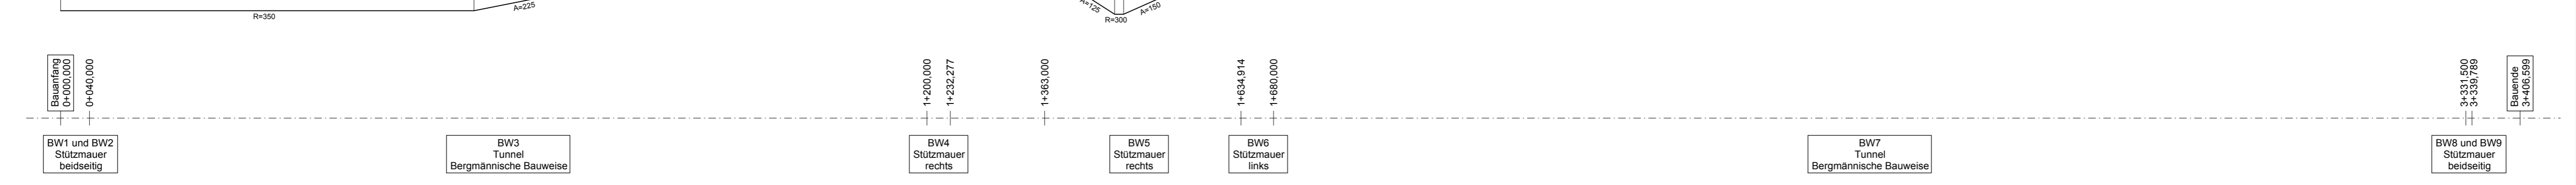 R=350
A=225
A=125
R=300
A=150
Bauanfang
0+000,000
0+040,000
1+200,000
1+232,277
1+363,000
1+634,914
1+680,000
3+331,500
3+339,789
Bauende
3+406,599
BW1 und BW2
Stützmauer
beidseitig
BW3
Tunnel
Bergmännische Bauweise
BW4
Stützmauer
rechts
BW5
Stützmauer
rechts
BW6
Stützmauer
links
BW7
Tunnel
Bergmännische Bauweise
BW8 und BW9
Stützmauer
beidseitig